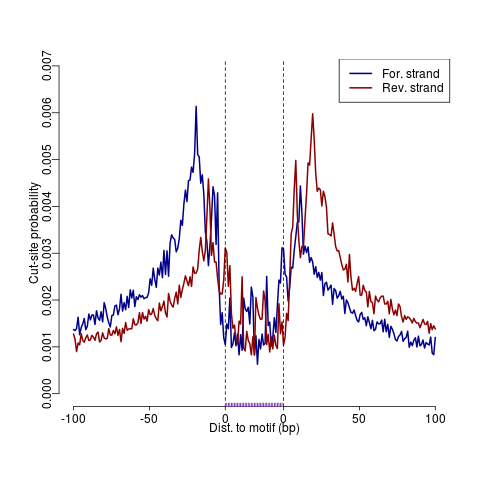 For. strand
Rev. strand
Cut-site probability
0.007
0.006
0.005
0.004
0.003
0.002
0.001
0.000
-100 -50 0 0 50 100
Dist. to motif (bp)